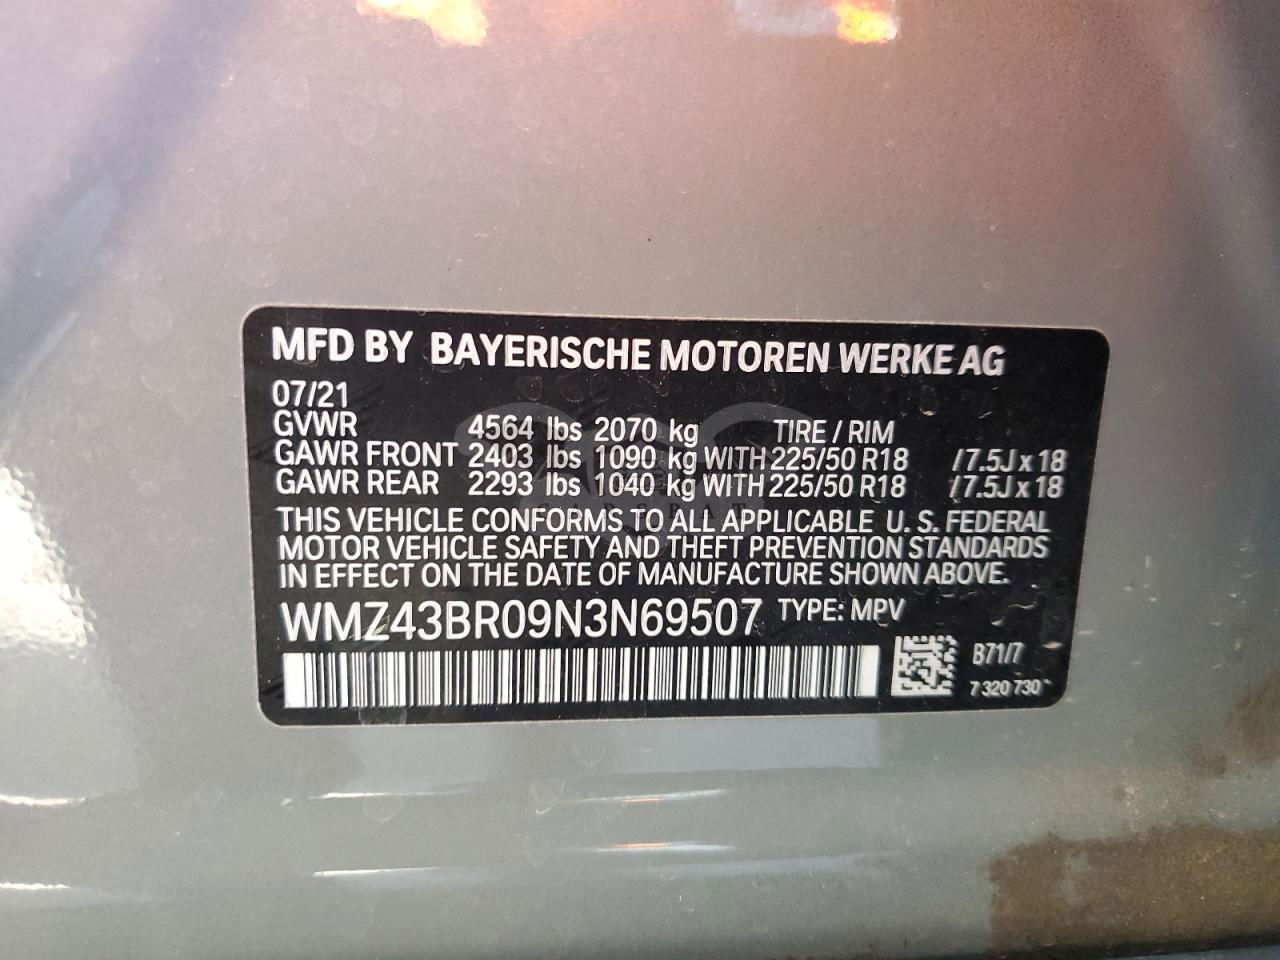 MFD BY BAYERISCHE MOTOREN WERKE AG
07/21
GVWR 4564 lbs 2070 kg TIRE / RIM
GAWR FRONT 2403 lbs 1090 kg WITH 225/50 R18 / 7.5J x 18
GAWR REAR 2293 lbs 1040 kg WITH 225/50 R18 / 7.5J x 18
THIS VEHICLE CONFORMS TO ALL APPLICABLE U. S. FEDERAL
MOTOR VEHICLE SAFETY AND THEFT PREVENTION STANDARDS
IN EFFECT ON THE DATE OF MANUFACTURE SHOWN ABOVE.
WMZ43BR09N3N69507 TYPE: MPV
B71/7
7 320 730